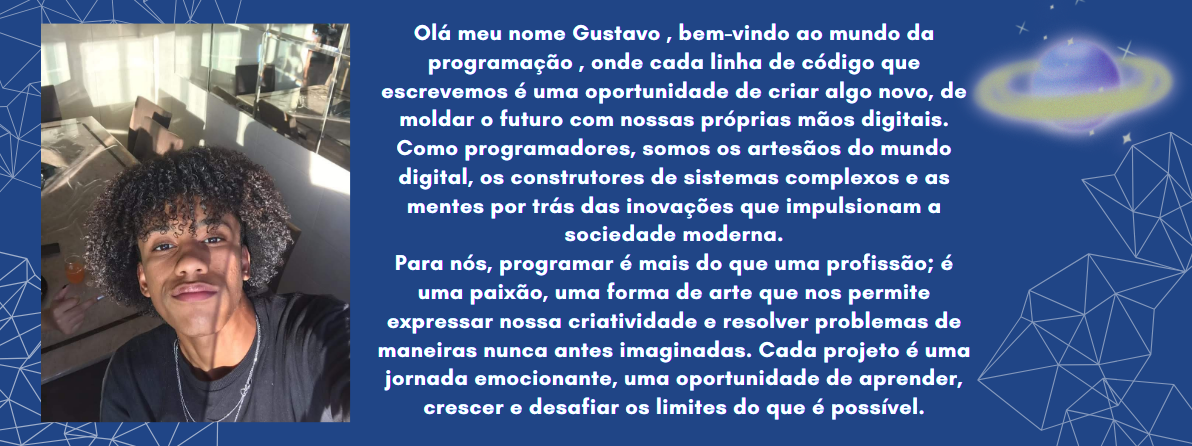 Olá meu nome Gustavo , bem-vindo ao mundo da
programação , onde cada linha de código que
escrevemos é uma oportunidade de criar algo novo, de
moldar o futuro com nossas próprias mãos digitais.
Como programadores, somos os artesãos do mundo
digital, os construtores de sistemas complexos e as
mentes por trás das inovações que impulsionam a
sociedade moderna.
Para nós, programar é mais do que uma profissão; é
uma paixão, uma forma de arte que nos permite
expressar nossa criatividade e resolver problemas de
maneiras nunca antes imaginadas. Cada projeto é uma
jornada emocionante, uma oportunidade de aprender,
crescer e desafiar os limites do que é possível.